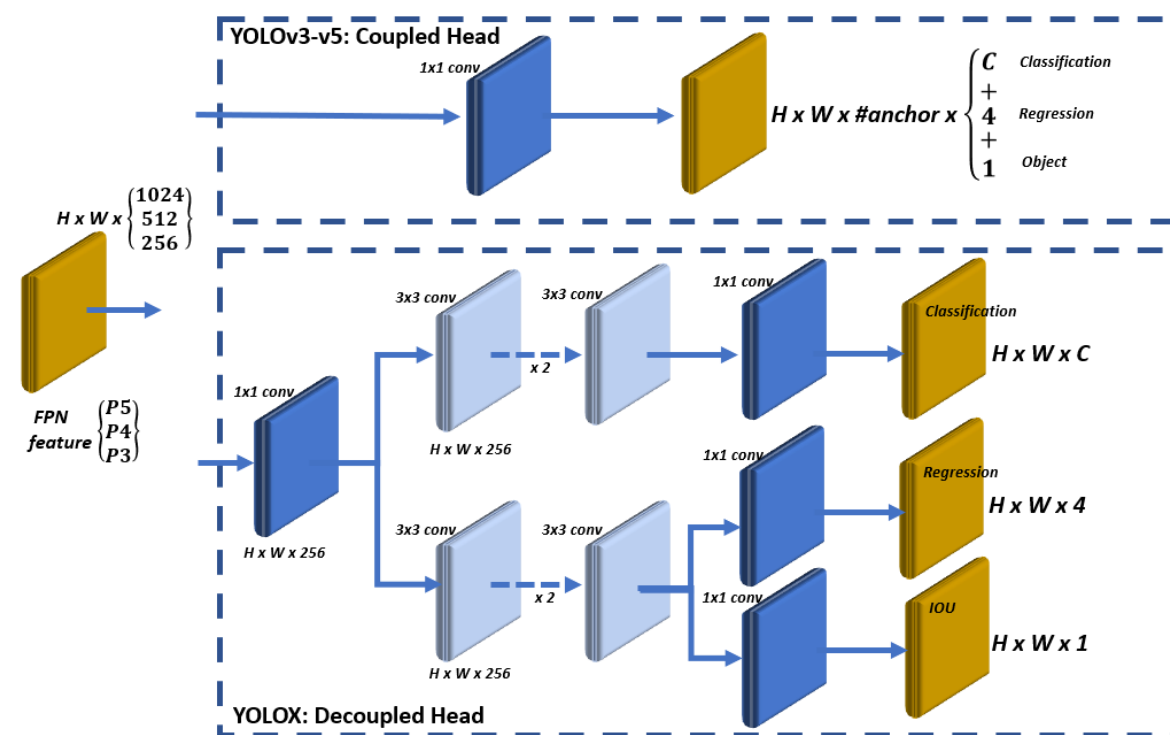 YOLOv3-v5: Coupled Head
1x1 conv
H x W x #anchor x
C Classification
+
4 Regression
+
1 Object
H x W x
1024
512
256
FPN
feature
P5
P4
P3
1x1 conv
H x W x 256
3x3 conv
H x W x 256
x 2
3x3 conv
1x1 conv
Classification
H x W x C
3x3 conv
H x W x 256
x 2
3x3 conv
1x1 conv
Regression
H x W x 4
1x1 conv
IOU
H x W x 1
YOLOX: Decoupled Head